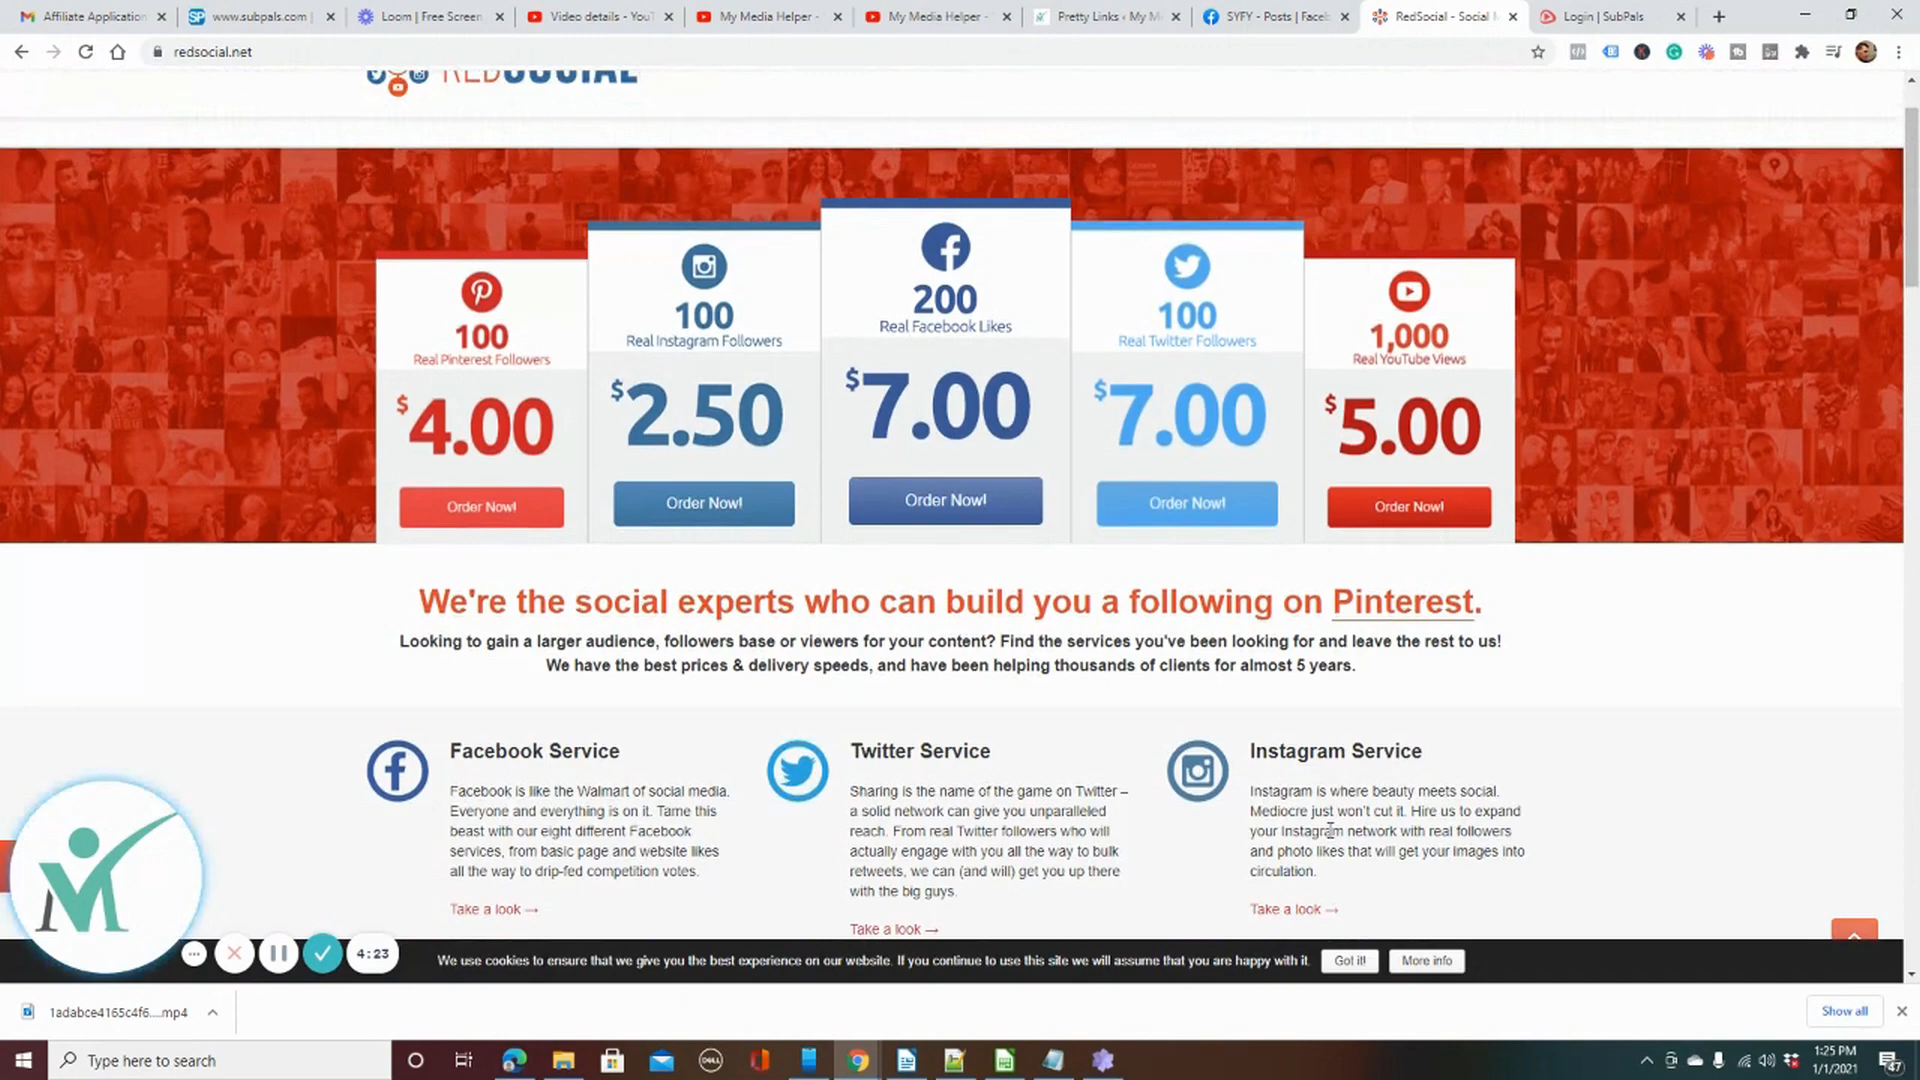 Affiliate Application
www.subpals.com |
Loom | Free Screen
Video details - YouT
My Media Helper -
My Media Helper -
Pretty Links ‹ My M
SYFY - Posts | Faceb
RedSocial - Social M
Login | SubPals
redsocial.net
REDSOCIAL
100
Real Pinterest Followers
$4.00
Order Now!
100
Real Instagram Followers
$2.50
Order Now!
200
Real Facebook Likes
$7.00
Order Now!
100
Real Twitter Followers
$7.00
Order Now!
1,000
Real YouTube Views
$5.00
Order Now!
We're the social experts who can build you a following on Pinterest.
Looking to gain a larger audience, followers base or viewers for your content? Find the services you've been looking for and leave the rest to us!
We have the best prices & delivery speeds, and have been helping thousands of clients for almost 5 years.
Facebook Service
Facebook is like the Walmart of social media.
Everyone and everything is on it. Tame this
beast with our eight different Facebook
services, from basic page and website likes
all the way to drip-fed competition votes.
Take a look →
Twitter Service
Sharing is the name of the game on Twitter –
a solid network can give you unparalleled
reach. From real Twitter followers who will
actually engage with you all the way to bulk
retweets, we can (and will) get you up there
with the big guys.
Take a look →
Instagram Service
Instagram is where beauty meets social.
Mediocre just won't cut it. Hire us to expand
your Instagram network with real followers
and photo likes that will get your images into
circulation.
Take a look →
4:23
We use cookies to ensure that we give you the best experience on our website. If you continue to use this site we will assume that you are happy with it.
Got it!
More info
1adabce4165c4f6....mp4
Show all
Type here to search
DELL
1:25 PM
1/1/2021
47